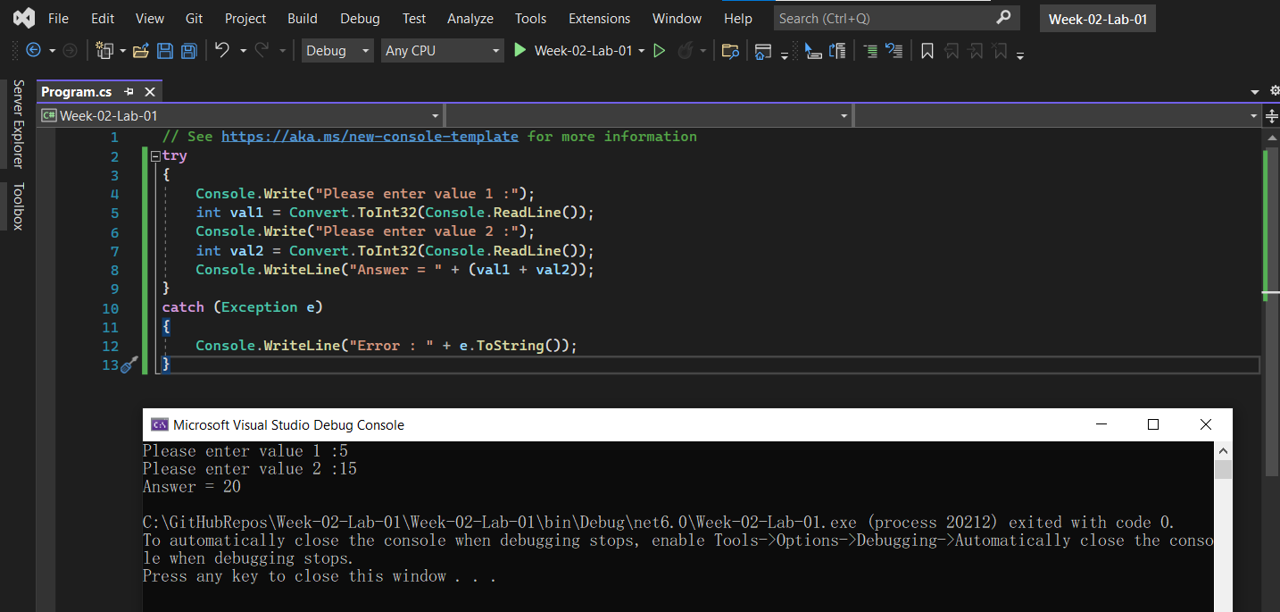 File Edit View Git Project Build Debug Test Analyze Tools Extensions Window Help Search (Ctrl+Q) Week-02-Lab-01
Debug Any CPU Week-02-Lab-01
Server Explorer
Toolbox
Program.cs
C# Week-02-Lab-01
1 // See https://aka.ms/new-console-template for more information
2 try
3 {
4 Console.Write("Please enter value 1 :");
5 int val1 = Convert.ToInt32(Console.ReadLine());
6 Console.Write("Please enter value 2 :");
7 int val2 = Convert.ToInt32(Console.ReadLine());
8 Console.WriteLine("Answer = " + (val1 + val2));
9 }
10 catch (Exception e)
11 {
12 Console.WriteLine("Error : " + e.ToString());
13 }
C:\ Microsoft Visual Studio Debug Console
Please enter value 1 :5
Please enter value 2 :15
Answer = 20
C:\GitHubRepos\Week-02-Lab-01\Week-02-Lab-01\bin\Debug\net6.0\Week-02-Lab-01.exe (process 20212) exited with code 0.
To automatically close the console when debugging stops, enable Tools->Options->Debugging->Automatically close the conso
le when debugging stops.
Press any key to close this window . . .